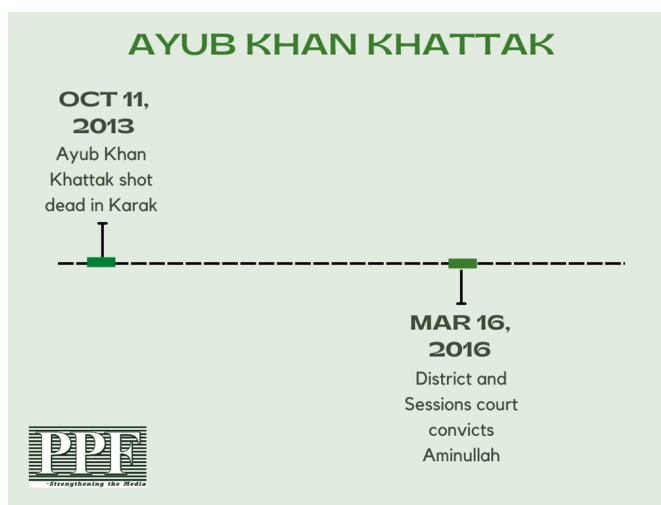 AYUB KHAN KHATTAK
OCT 11,
2013
Ayub Khan
Khattak shot
dead in Karak
MAR 16,
2016
District and
Sessions court
convicts
Aminullah
PPF
-Strengthening the Media